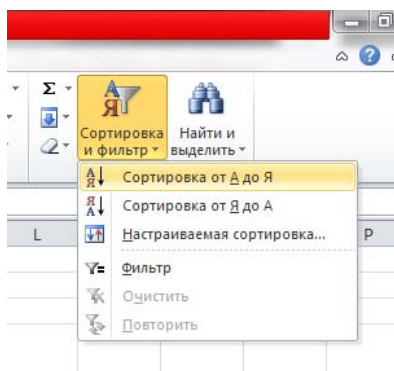 Σ
Сортировка и фильтр
Найти и выделить
Сортировка от А до Я
Сортировка от Я до А
Настраиваемая сортировка...
Фильтр
Очистить
Повторить
L
P